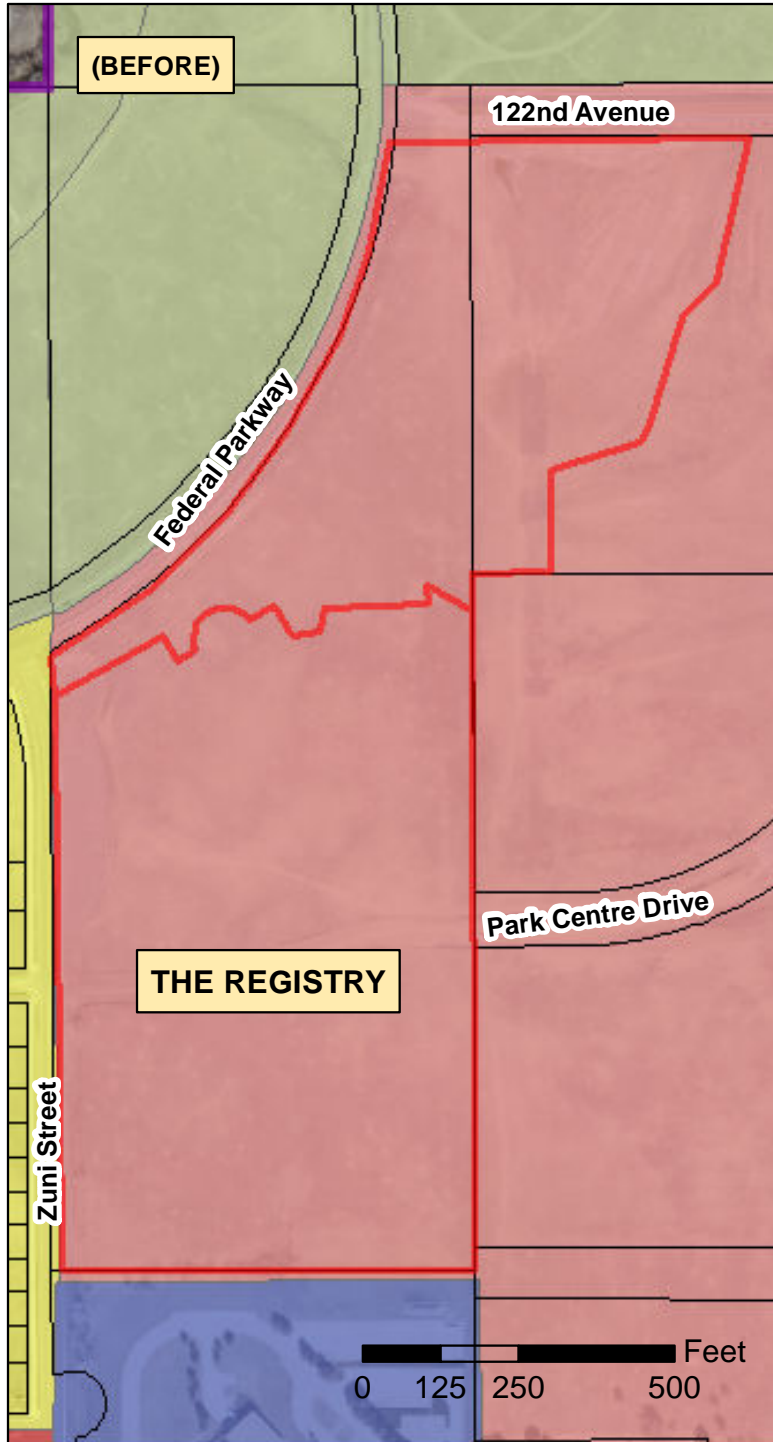 (BEFORE)
122nd Avenue
Federal Parkway
Park Centre Drive
THE REGISTRY
Zuni Street
Feet
0 125 250 500